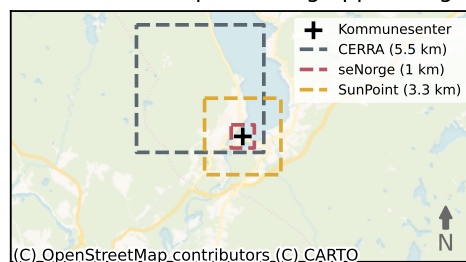 Kommunesenter
CERRA (5.5 km)
seNorge (1 km)
SunPoint (3.3 km)
N
(C) OpenStreetMap contributors (C) CARTO